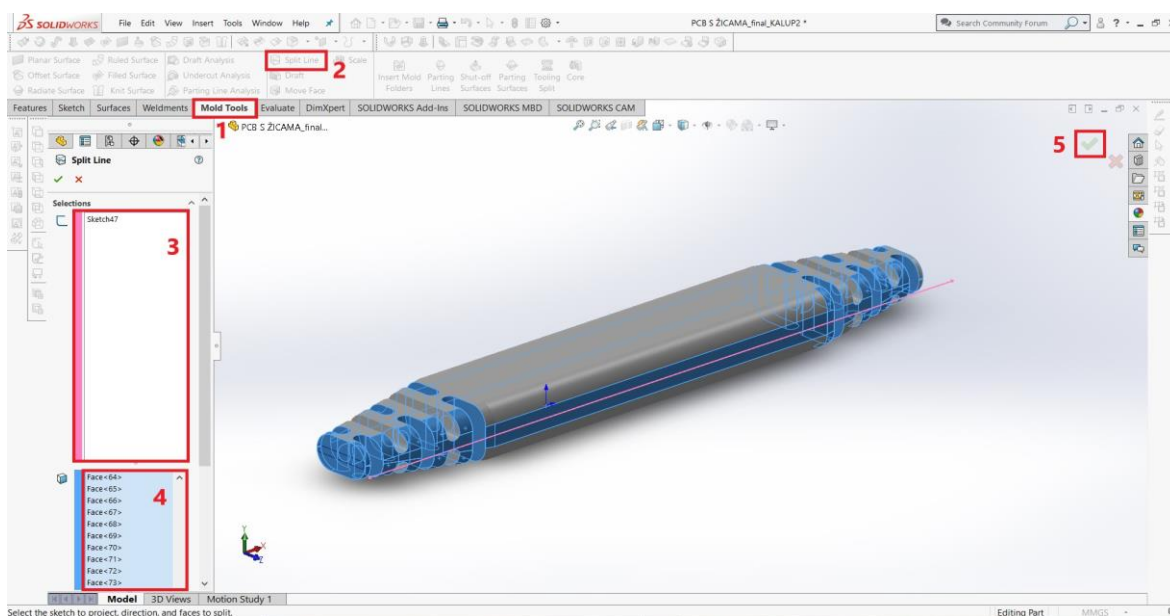 SOLIDWORKS File Edit View Insert Tools Window Help PCB S ŽICAMA_final_KALUP2 * Search Community Forum
Planar Surface Ruled Surface Draft Analysis Split Line Scale
Offset Surface Filled Surface Undercut Analysis Draft Insert Mold Parting Shut-off Parting Tooling Core
Radiate Surface Knit Surface Parting Line Analysis Move Face Folders Lines Surfaces Surfaces Split
2
Features Sketch Surfaces Weldments Mold Tools Evaluate DimXpert SOLIDWORKS Add-Ins SOLIDWORKS MBD SOLIDWORKS CAM
1 PCB S ŽICAMA_final...
5
Split Line
Selections
Sketch47
3
Face<64>
Face<65>
Face<66>
Face<67>
Face<68>
Face<69>
Face<70>
Face<71>
Face<72>
Face<73>
4
Y
X
Z
Model 3D Views Motion Study 1
Select the sketch to project, direction, and faces to split. Editing Part MMGS